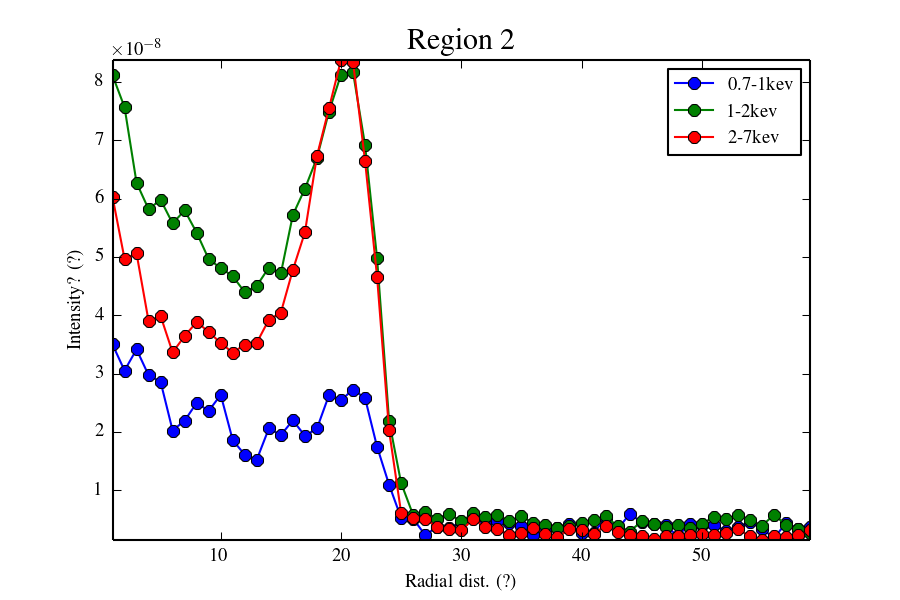 Region 2
×10⁻⁸
8
7
6
5
4
3
2
1
Intensity? (?)
0.7-1kev
1-2kev
2-7kev
10 20 30 40 50
Radial dist. (?)